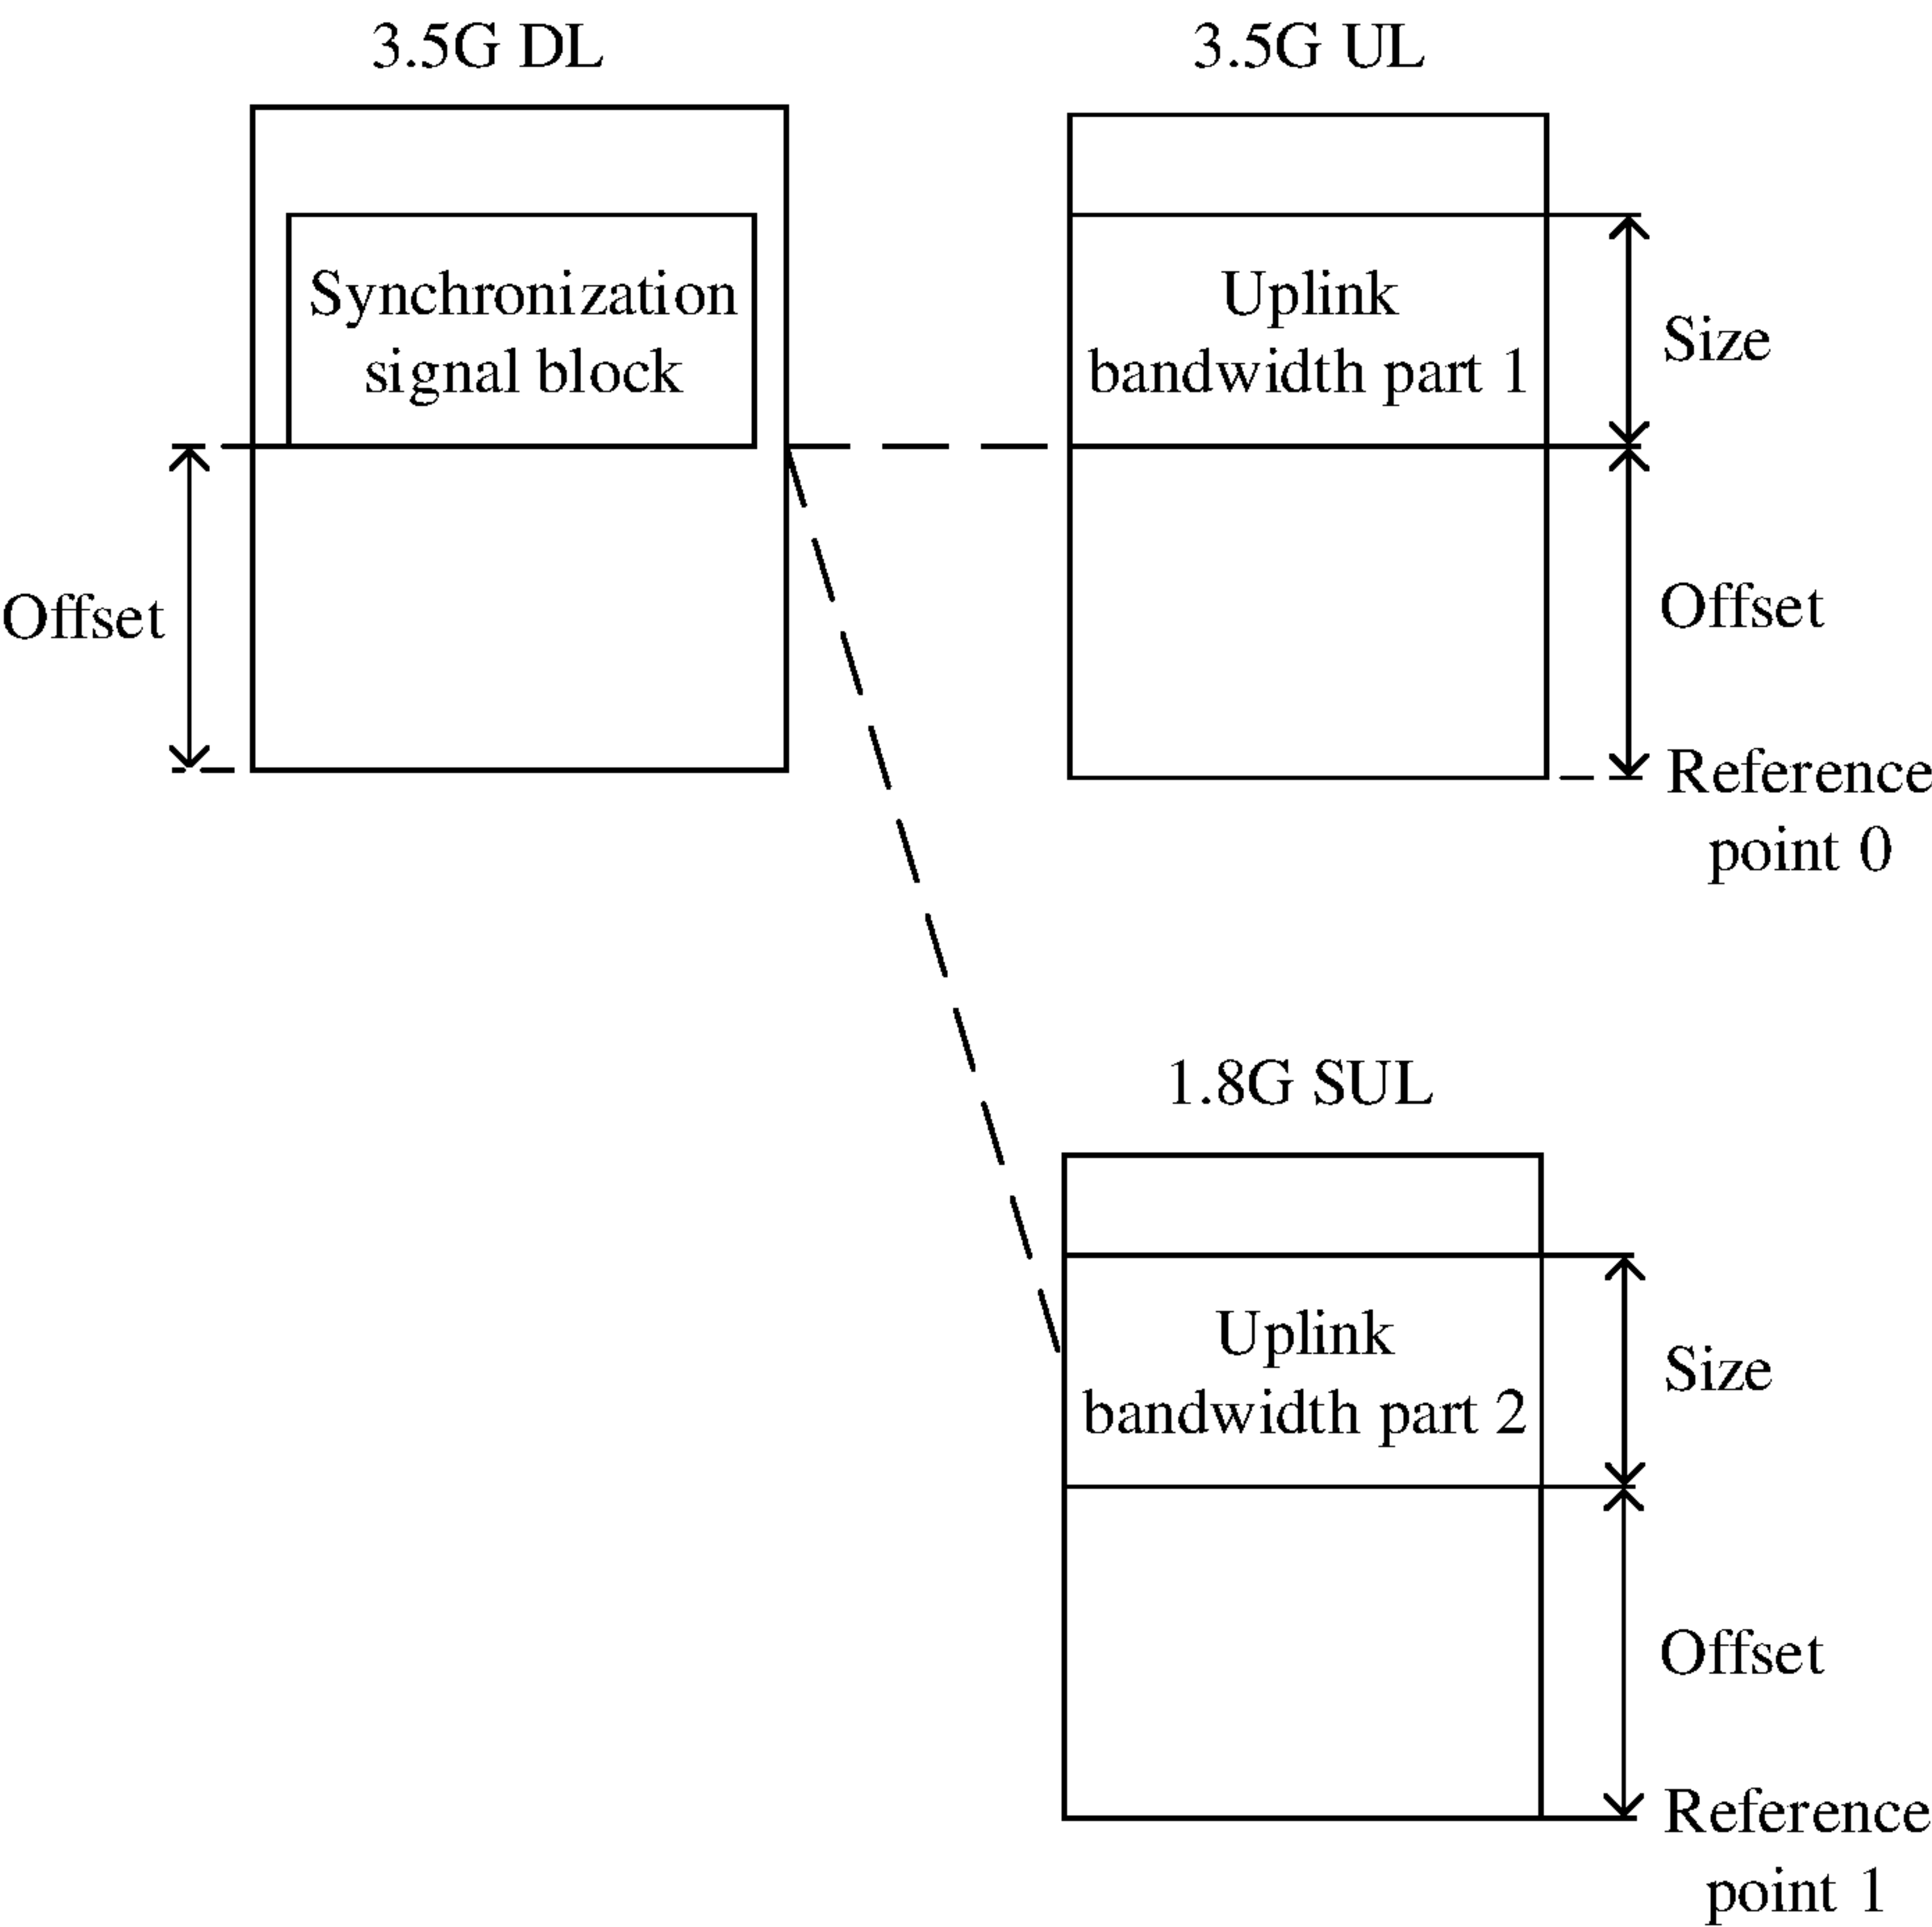 3.5G DL
3.5G UL
Synchronization
signal block
Uplink
bandwidth part 1
Size
Offset
Offset
Reference
point 0
1.8G SUL
Uplink
bandwidth part 2
Size
Offset
Reference
point 1